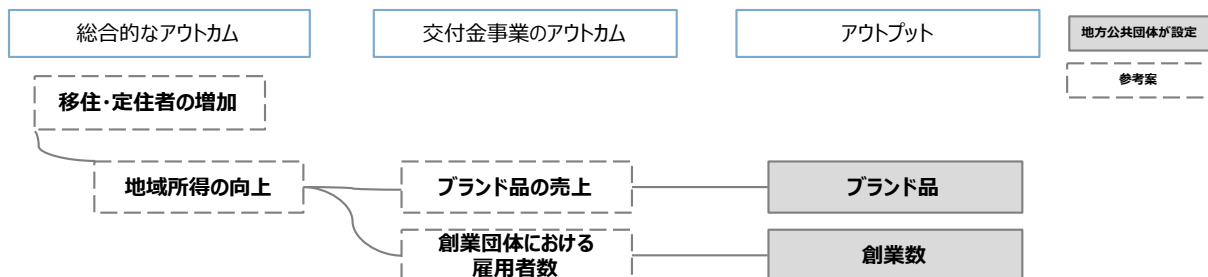 総合的なアウトカム
交付金事業のアウトカム
アウトプット
地方公共団体が設定
参考案
移住・定住者の増加
地域所得の向上
ブランド品の売上
ブランド品
創業団体における
雇用者数
創業数